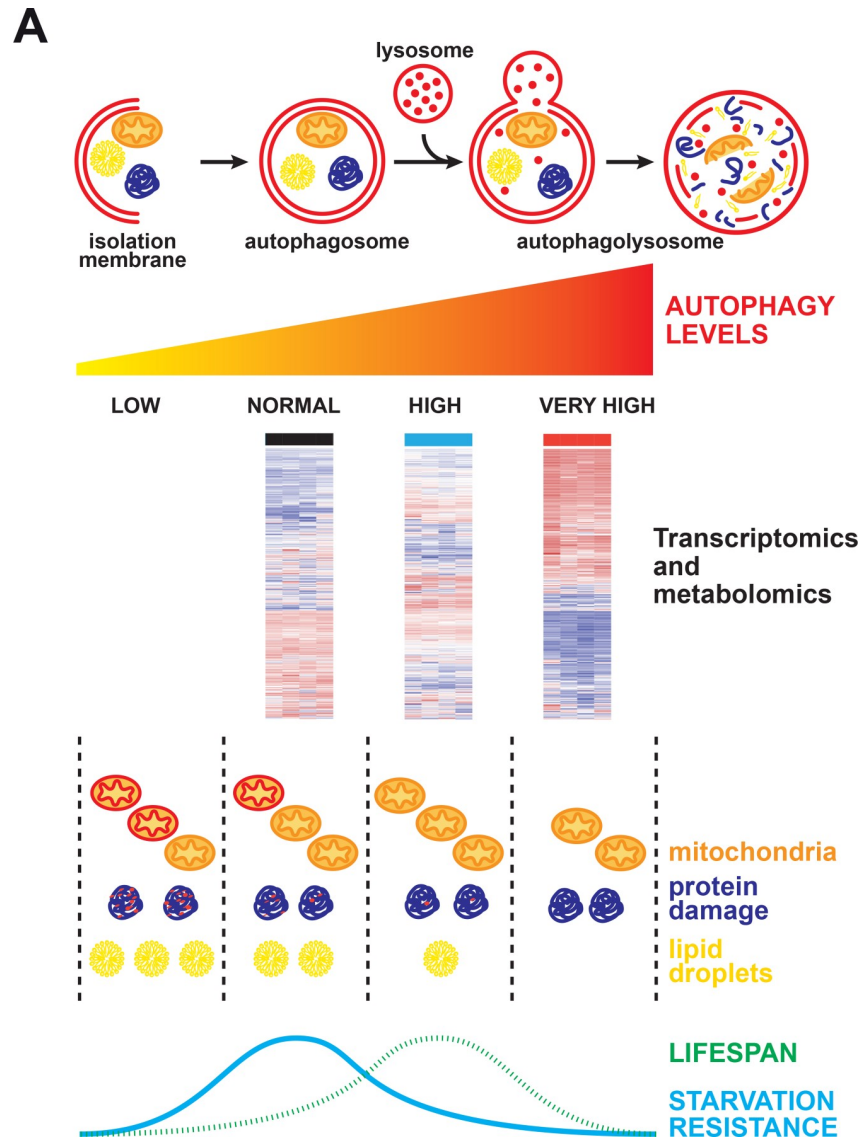 A
lysosome
isolation
membrane
autophagosome
autophagolysosome
AUTOPHAGY
LEVELS
LOW
NORMAL
HIGH
VERY HIGH
Transcriptomics
and
metabolomics
mitochondria
protein
damage
lipid
droplets
LIFESPAN
STARVATION
RESISTANCE